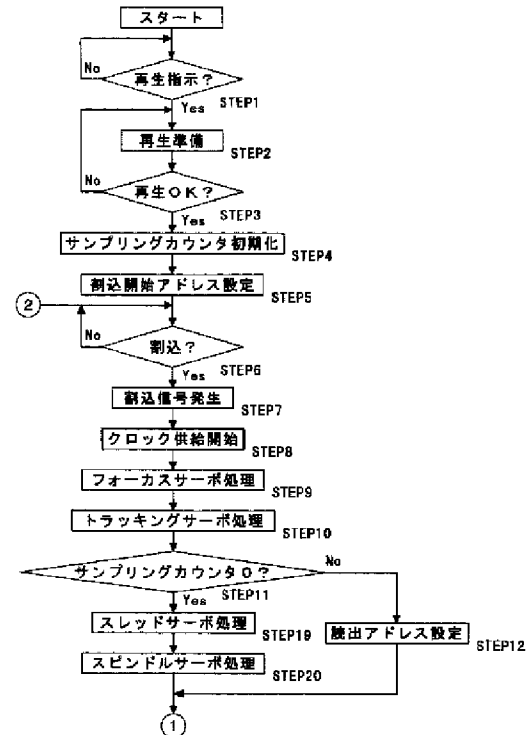 スタート
No
再生指示?
Yes
STEP1
再生準備
STEP2
No
再生OK?
Yes
STEP3
サンプリングカウンタ初期化
STEP4
割込開始アドレス設定
STEP5
2
No
割込?
Yes
STEP6
割込信号発生
STEP7
クロック供給開始
STEP8
フォーカスサーボ処理
STEP9
トラッキングサーボ処理
STEP10
サンプリングカウンタ0?
No
Yes
STEP11
スレッドサーボ処理
STEP19
読出アドレス設定
STEP12
スピンドルサーボ処理
STEP20
1